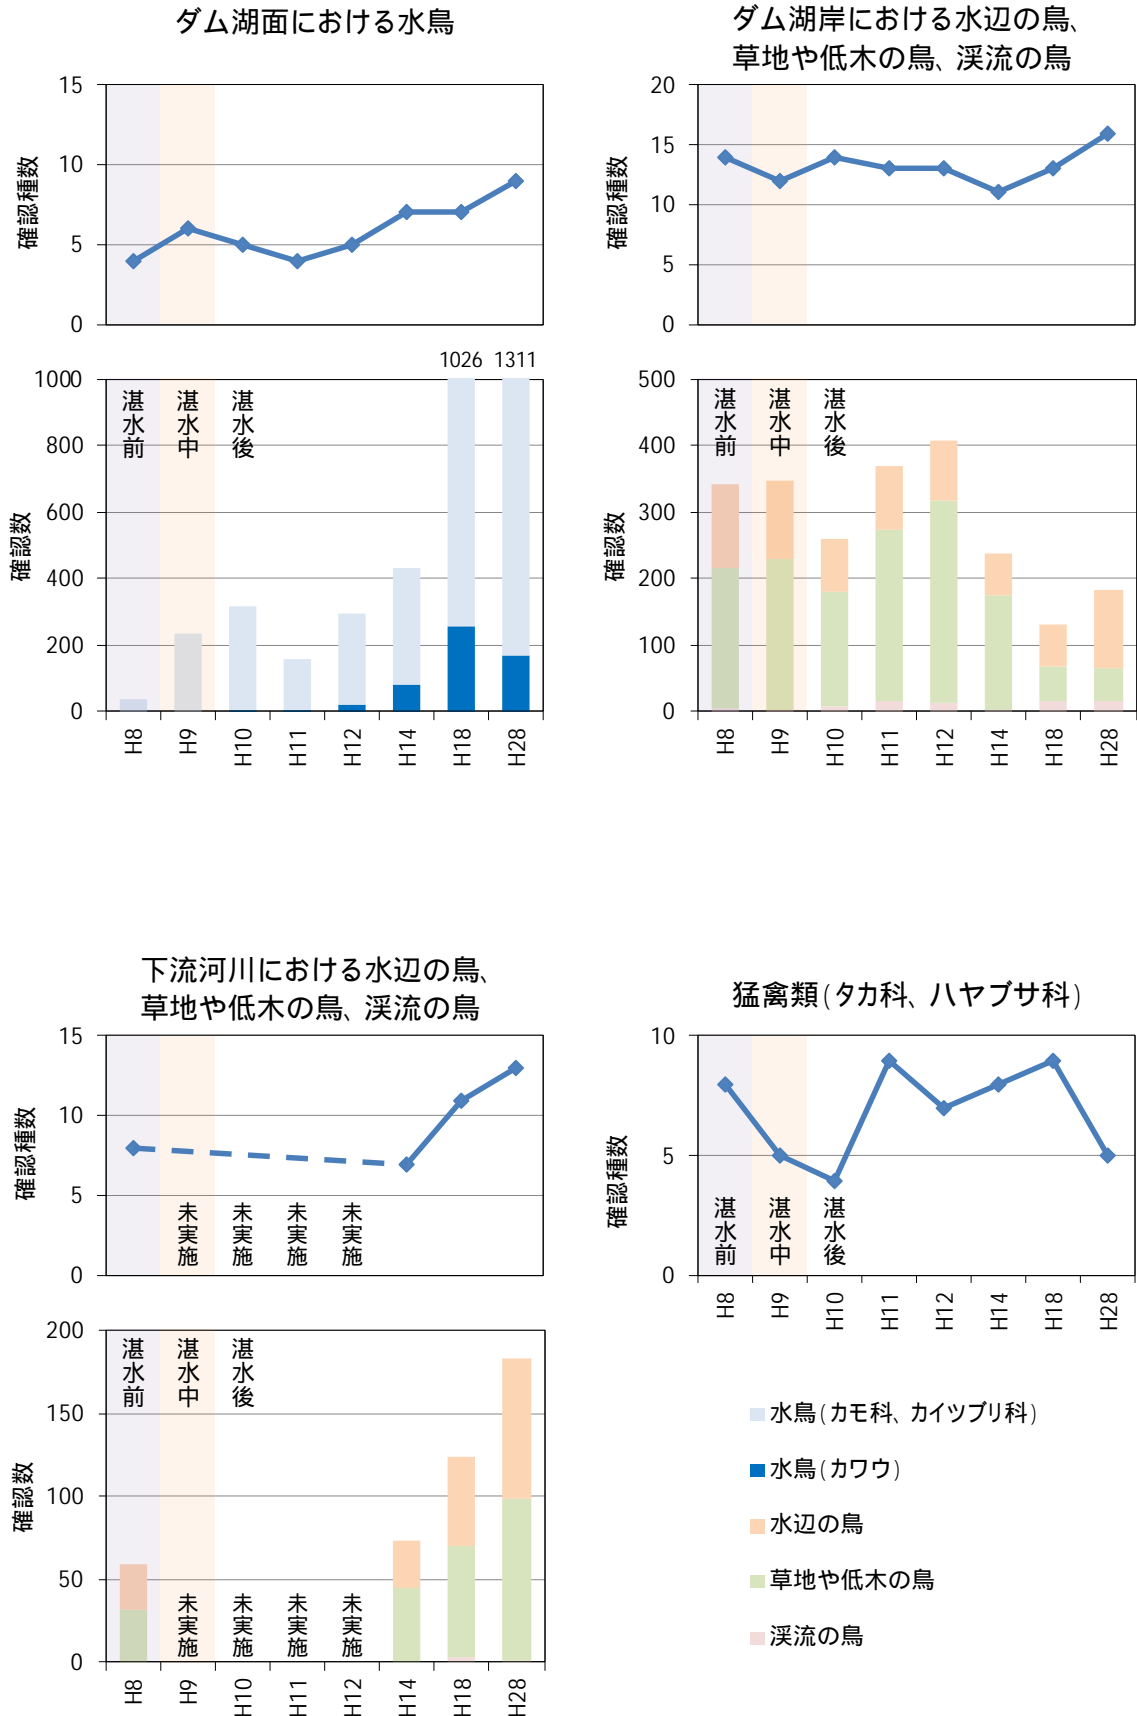 ダム湖面における水鳥
15
10
5
0
確認種数
1026 1311
1000
800
600
400
200
0
確認数
湛水前
湛水中
湛水後
H8 H9 H10 H11 H12 H14 H18 H28
ダム湖岸における水辺の鳥、
草地や低木の鳥、渓流の鳥
20
15
10
5
0
確認種数
500
400
300
200
100
0
確認数
湛水前
湛水中
湛水後
H8 H9 H10 H11 H12 H14 H18 H28
下流河川における水辺の鳥、
草地や低木の鳥、渓流の鳥
15
10
5
0
確認種数
未実施
未実施
未実施
未実施
200
150
100
50
0
確認数
湛水前
湛水中
湛水後
未実施
未実施
未実施
未実施
H8 H9 H10 H11 H12 H14 H18 H28
猛禽類(タカ科、ハヤブサ科)
10
5
0
確認種数
湛水前
湛水中
湛水後
H8 H9 H10 H11 H12 H14 H18 H28
水鳥(カモ科、カイツブリ科)
水鳥(カワウ)
水辺の鳥
草地や低木の鳥
渓流の鳥